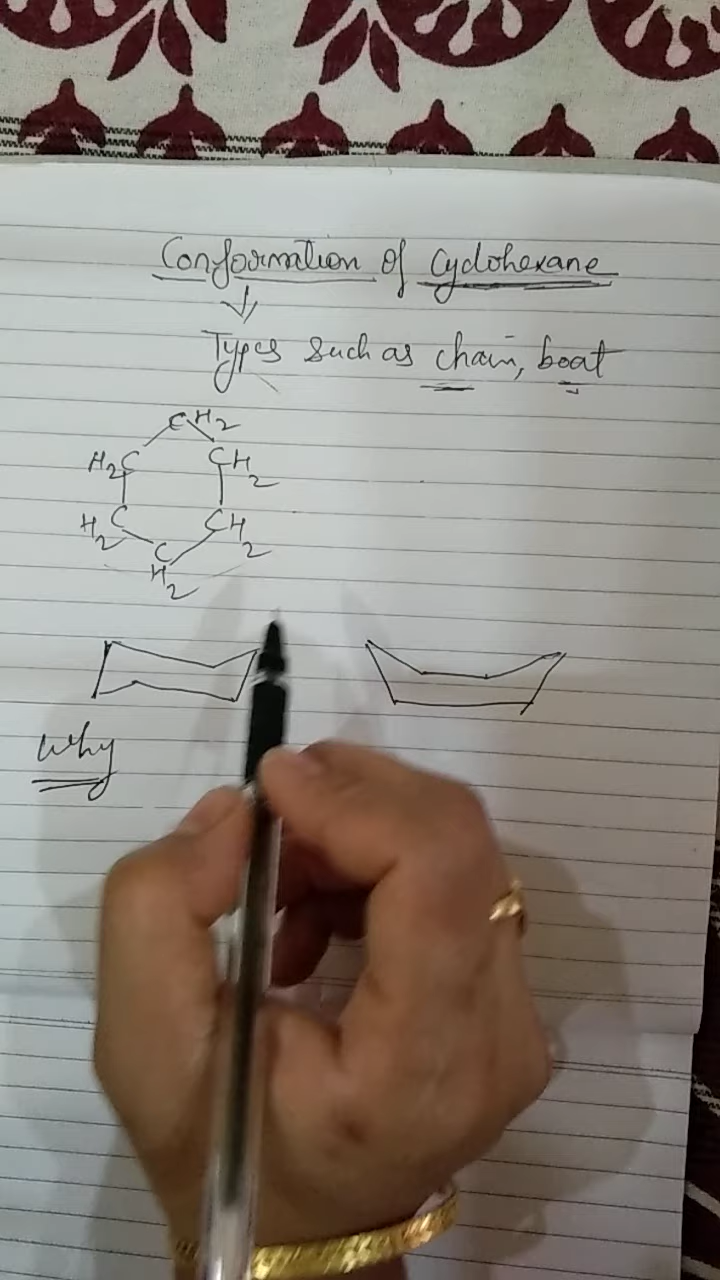 Conformation of Cyclohexane
Types such as chain, boat
CH2
H2C CH2
H2C CH2
C
H2
Why